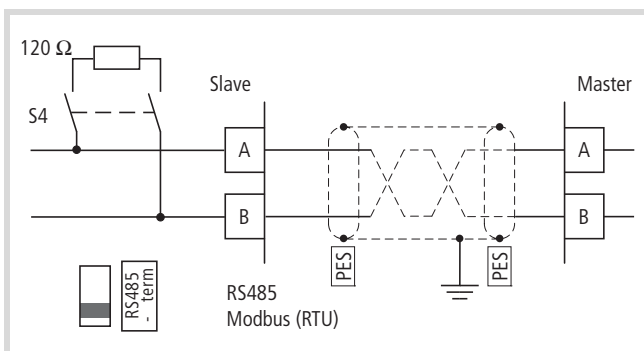 120 Ω
Slave
Master
S4
A
A
B
B
PES
PES
RS485
- term
RS485
Modbus (RTU)